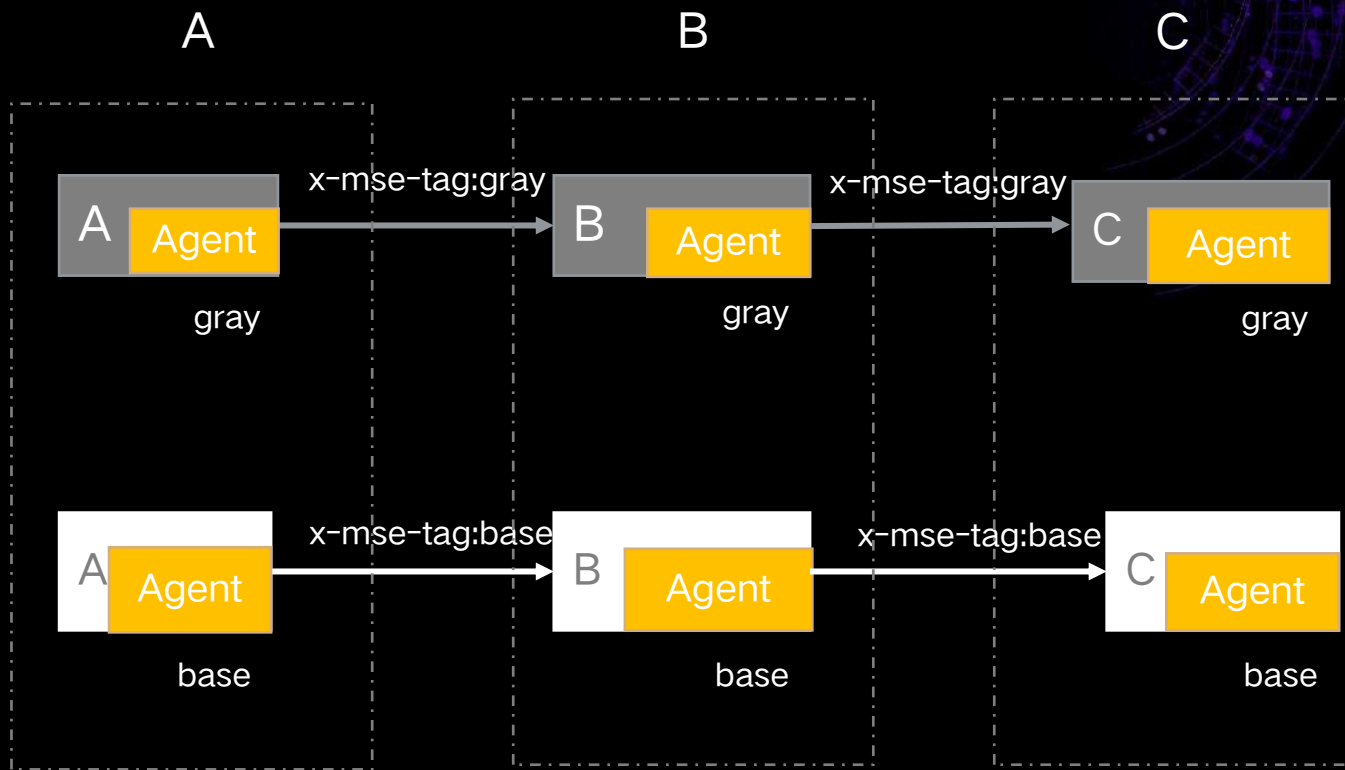 A
B
C
x-mse-tag:gray
x-mse-tag:gray
A
Agent
B
Agent
C
Agent
gray
gray
gray
x-mse-tag:base
x-mse-tag:base
A
Agent
B
Agent
C
Agent
base
base
base